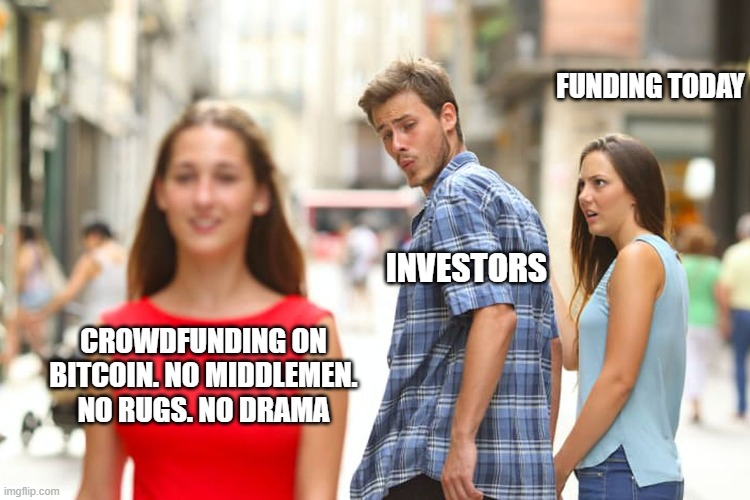 FUNDING TODAY
INVESTORS
CROWDFUNDING ON
BITCOIN. NO MIDDLEMEN.
NO RUGS. NO DRAMA
imgflip.com